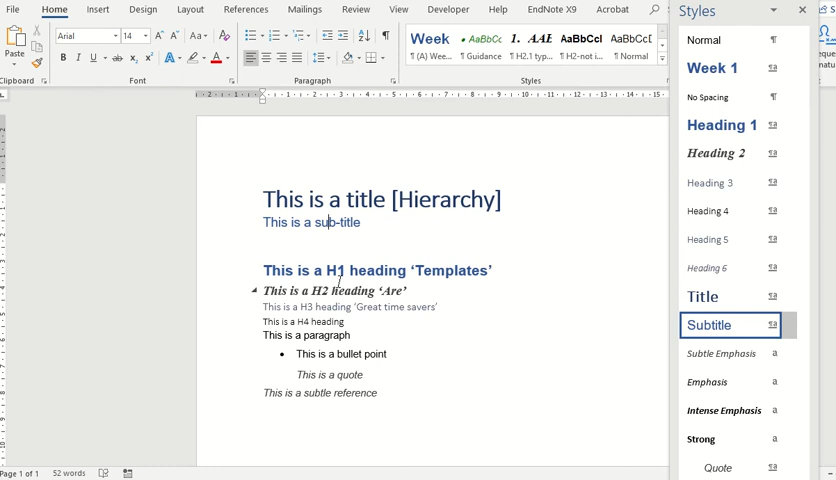 File Home Insert Design Layout References Mailings Review View Help EndNote X9 Acrobat
Styles
Paste
Arial 14 Aa
B I U ab x₂ x² A A
Week AaBbCc 1. AaBbCcI AaBbCcD
¶ (A) Wee... ¶ Guidance ¶ H2.1 typ... ¶ H2-not i... ¶ Normal
Clipboard Font Paragraph Styles
Normal
Week 1
No Spacing
Heading 1
Heading 2
Heading 3
Heading 4
Heading 5
Heading 6
Title
Subtitle
Subtle Emphasis
Emphasis
Intense Emphasis
Strong
Quote
This is a title [Hierarchy]
This is a sub-title
This is a H1 heading ‘Templates’
This is a H2 heading ‘Are’
This is a H3 heading ‘Great time savers’
This is a H4 heading
This is a paragraph
• This is a bullet point
This is a quote
This is a subtle reference
Page 1 of 1 52 words